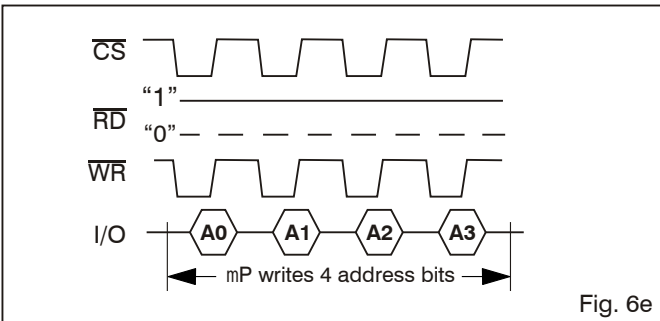 CS
“1”
RD
“0”
WR
I/O A0 A1 A2 A3
mP writes 4 address bits
Fig. 6e